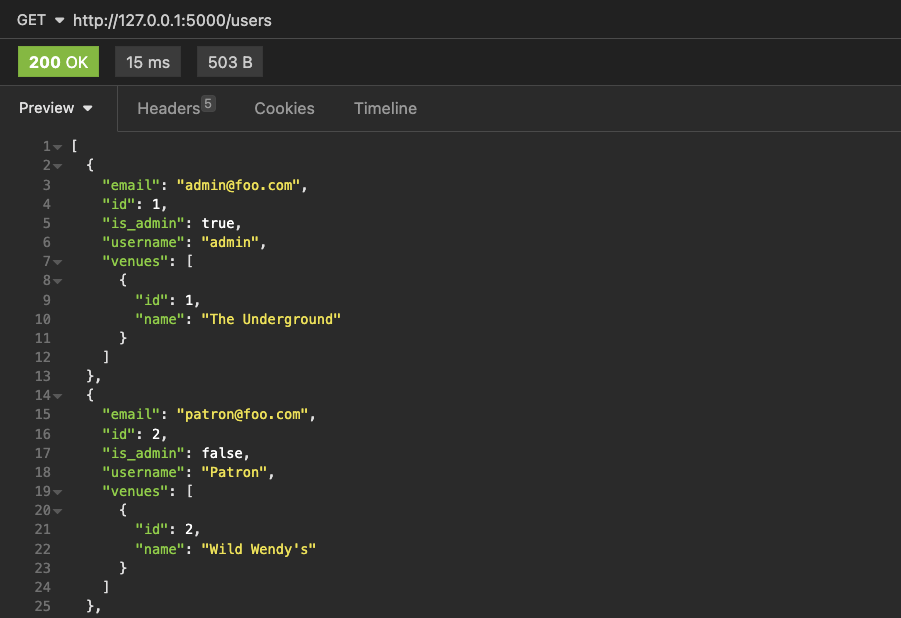 GET http://127.0.0.1:5000/users
200 OK 15 ms 503 B
Preview Headers 5 Cookies Timeline
1 [
2 {
3 "email": "admin@foo.com",
4 "id": 1,
5 "is_admin": true,
6 "username": "admin",
7 "venues": [
8 {
9 "id": 1,
10 "name": "The Underground"
11 }
12 ]
13 },
14 {
15 "email": "patron@foo.com",
16 "id": 2,
17 "is_admin": false,
18 "username": "Patron",
19 "venues": [
20 {
21 "id": 2,
22 "name": "Wild Wendy's"
23 }
24 ]
25 },